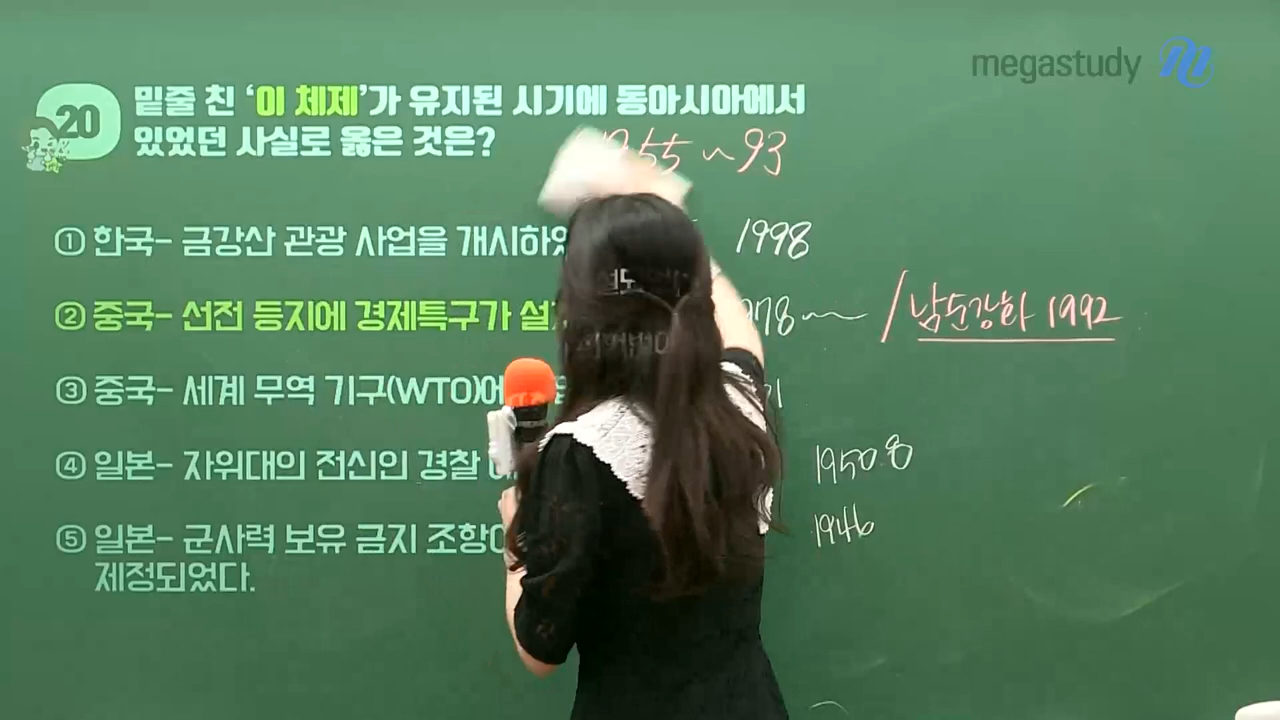 megastudy
20
밑줄 친 ‘이 체제’가 유지된 시기에 동아시아에서
있었던 사실로 옳은 것은?
55~93
① 한국- 금강산 관광 사업을 개시하 1998
② 중국- 선전 등지에 경제특구가 설 978~ / 남순강화 1992
③ 중국- 세계 무역 기구(WTO)에
④ 일본- 자위대의 전신인 경찰 1950 8
⑤ 일본- 군사력 보유 금지 조항 1946
제정되었다.